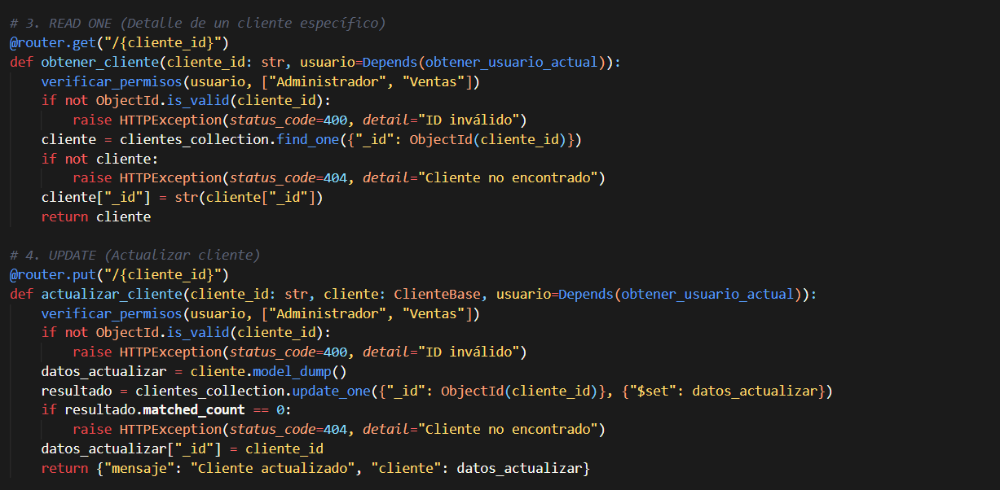 # 3. READ ONE (Detalle de un cliente específico)
@router.get("/{cliente_id}")
def obtener_cliente(cliente_id: str, usuario=Depends(obtener_usuario_actual)):
    verificar_permisos(usuario, ["Administrador", "Ventas"])
    if not ObjectId.is_valid(cliente_id):
        raise HTTPException(status_code=400, detail="ID inválido")
    cliente = clientes_collection.find_one({"_id": ObjectId(cliente_id)})
    if not cliente:
        raise HTTPException(status_code=404, detail="Cliente no encontrado")
    cliente["_id"] = str(cliente["_id"])
    return cliente

# 4. UPDATE (Actualizar cliente)
@router.put("/{cliente_id}")
def actualizar_cliente(cliente_id: str, cliente: ClienteBase, usuario=Depends(obtener_usuario_actual)):
    verificar_permisos(usuario, ["Administrador", "Ventas"])
    if not ObjectId.is_valid(cliente_id):
        raise HTTPException(status_code=400, detail="ID inválido")
    datos_actualizar = cliente.model_dump()
    resultado = clientes_collection.update_one({"_id": ObjectId(cliente_id)}, {"$set": datos_actualizar})
    if resultado.matched_count == 0:
        raise HTTPException(status_code=404, detail="Cliente no encontrado")
    datos_actualizar["_id"] = cliente_id
    return {"mensaje": "Cliente actualizado", "cliente": datos_actualizar}